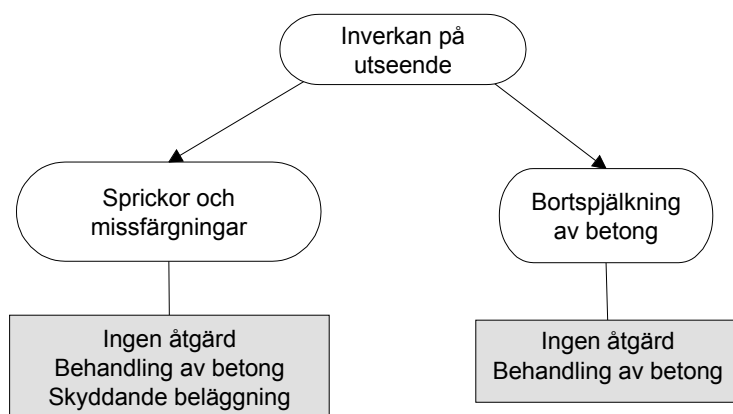 Inverkan på
utseende
Sprickor och
missfärgningar
Bortspjälkning
av betong
Ingen åtgärd
Behandling av betong
Skyddande beläggning
Ingen åtgärd
Behandling av betong